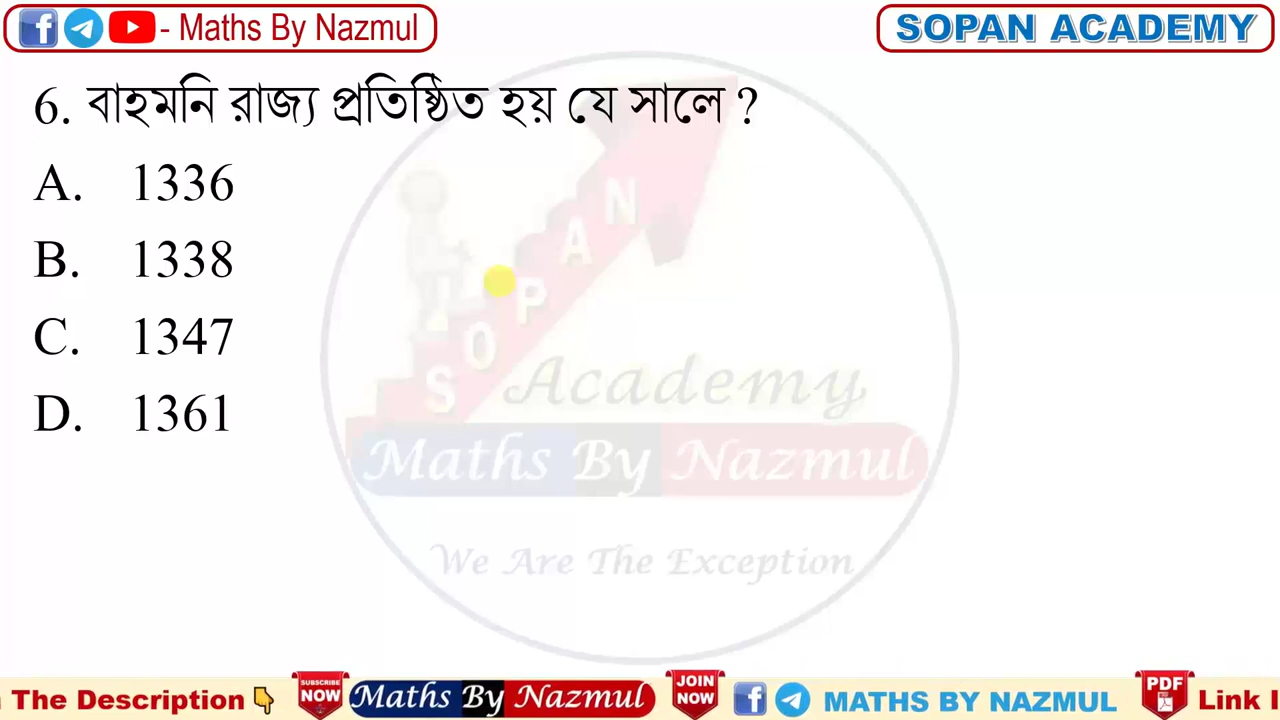 - Maths By Nazmul
SOPAN ACADEMY
6. বাহমনি রাজ্য প্রতিষ্ঠিত হয় যে সালে ?
A. 1336
B. 1338
C. 1347
D. 1361
SOPAN
Academy
Maths By Nazmul
We Are The Exception
The Description SUBSCRIBE NOW Maths By Nazmul JOIN NOW MATHS BY NAZMUL PDF Link